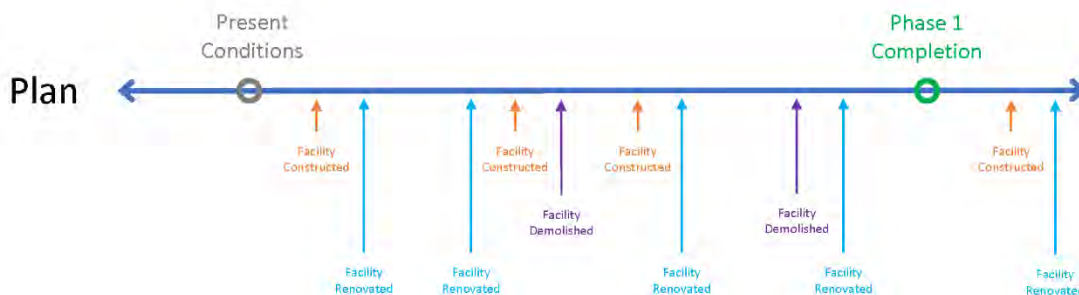 Present
Conditions
Phase 1
Completion
Plan
Facility
Constructed
Facility
Constructed
Facility
Constructed
Facility
Constructed
Facility
Demolished
Facility
Demolished
Facility
Renovated
Facility
Renovated
Facility
Renovated
Facility
Renovated
Facility
Renovated